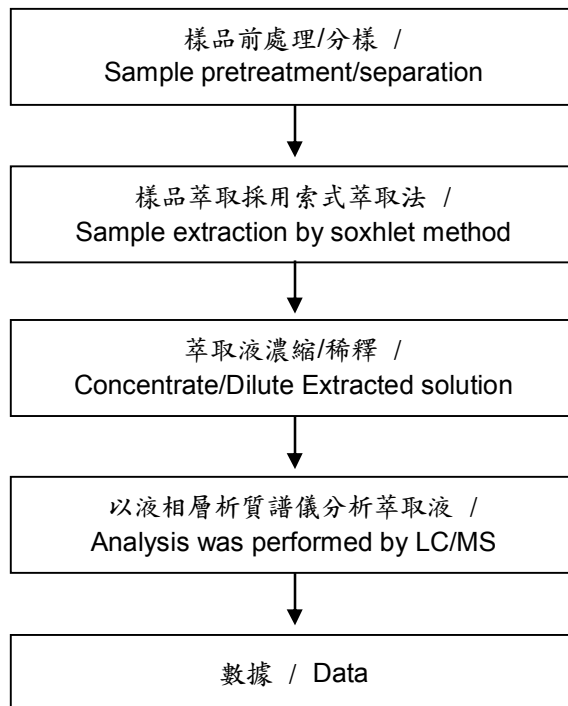 樣品前處理/分樣 /
Sample pretreatment/separation
樣品萃取採用索式萃取法 /
Sample extraction by soxhlet method
萃取液濃縮/稀釋 /
Concentrate/Dilute Extracted solution
以液相層析質譜儀分析萃取液 /
Analysis was performed by LC/MS
數據 / Data